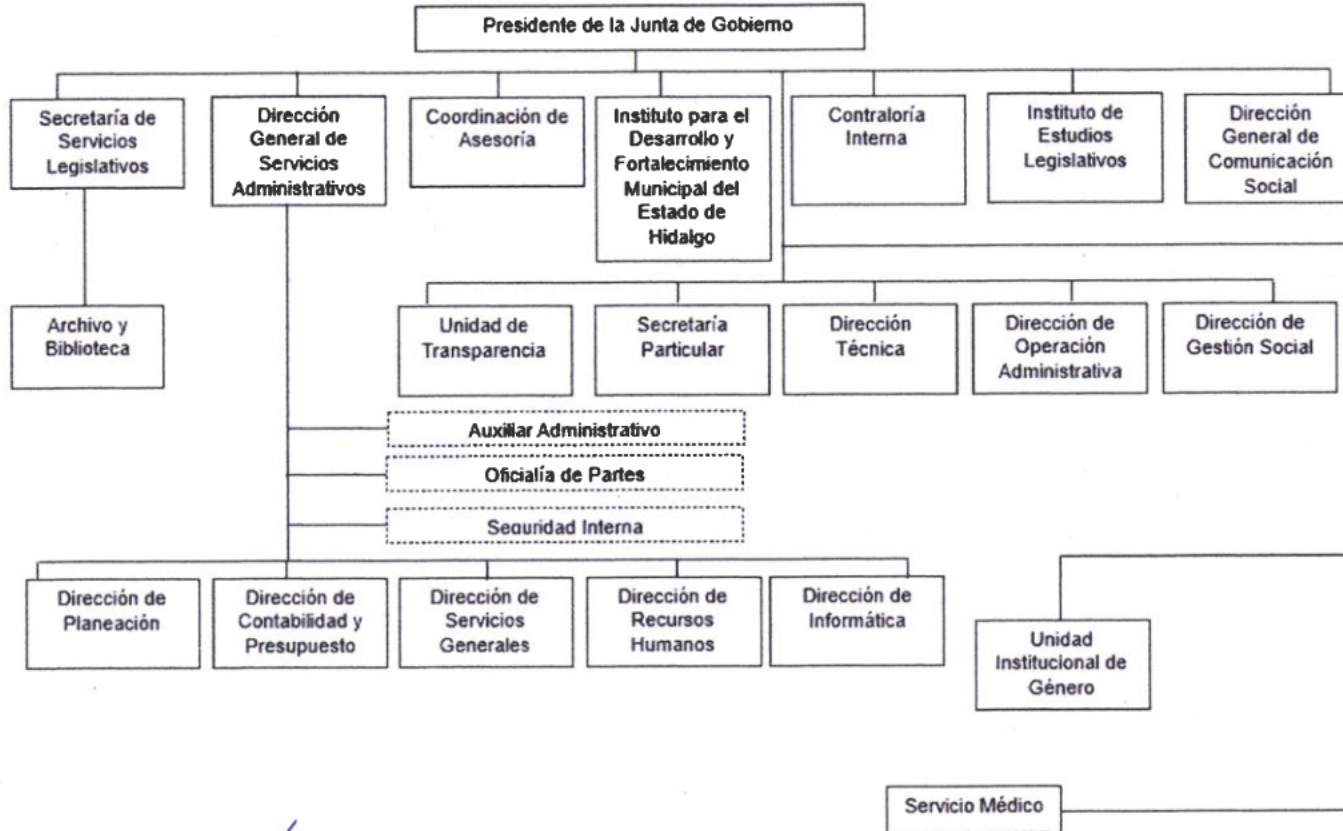 Presidente de la Junta de Gobierno
Secretaría de
Servicios
Legislativos
Dirección
General de
Servicios
Administrativos
Coordinación de
Asesoría
Instituto para el
Desarrollo y
Fortalecimiento
Municipal del
Estado de
Hidalgo
Contraloría
Interna
Instituto de
Estudios
Legislativos
Dirección
General de
Comunicación
Social
Archivo y
Biblioteca
Unidad de
Transparencia
Secretaría
Particular
Dirección
Técnica
Dirección de
Operación
Administrativa
Dirección de
Gestión Social
Auxiliar Administrativo
Oficialía de Partes
Seguridad Interna
Dirección de
Planeación
Dirección de
Contabilidad y
Presupuesto
Dirección de
Servicios
Generales
Dirección de
Recursos
Humanos
Dirección de
Informática
Unidad
Institucional de
Género
Servicio Médico